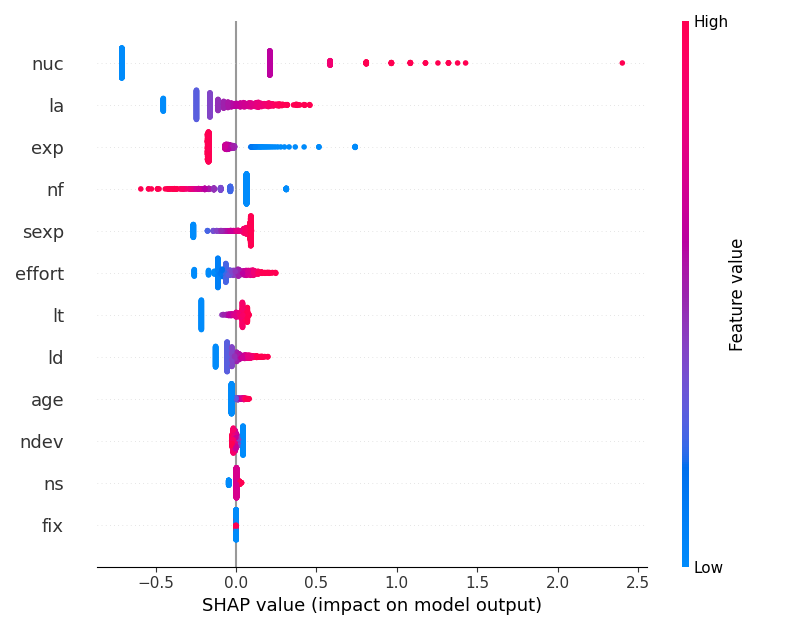 High
nuc
la
exp
nf
sexp
effort
lt
ld
age
ndev
ns
fix
Feature value
Low
−0.5 0.0 0.5 1.0 1.5 2.0 2.5
SHAP value (impact on model output)